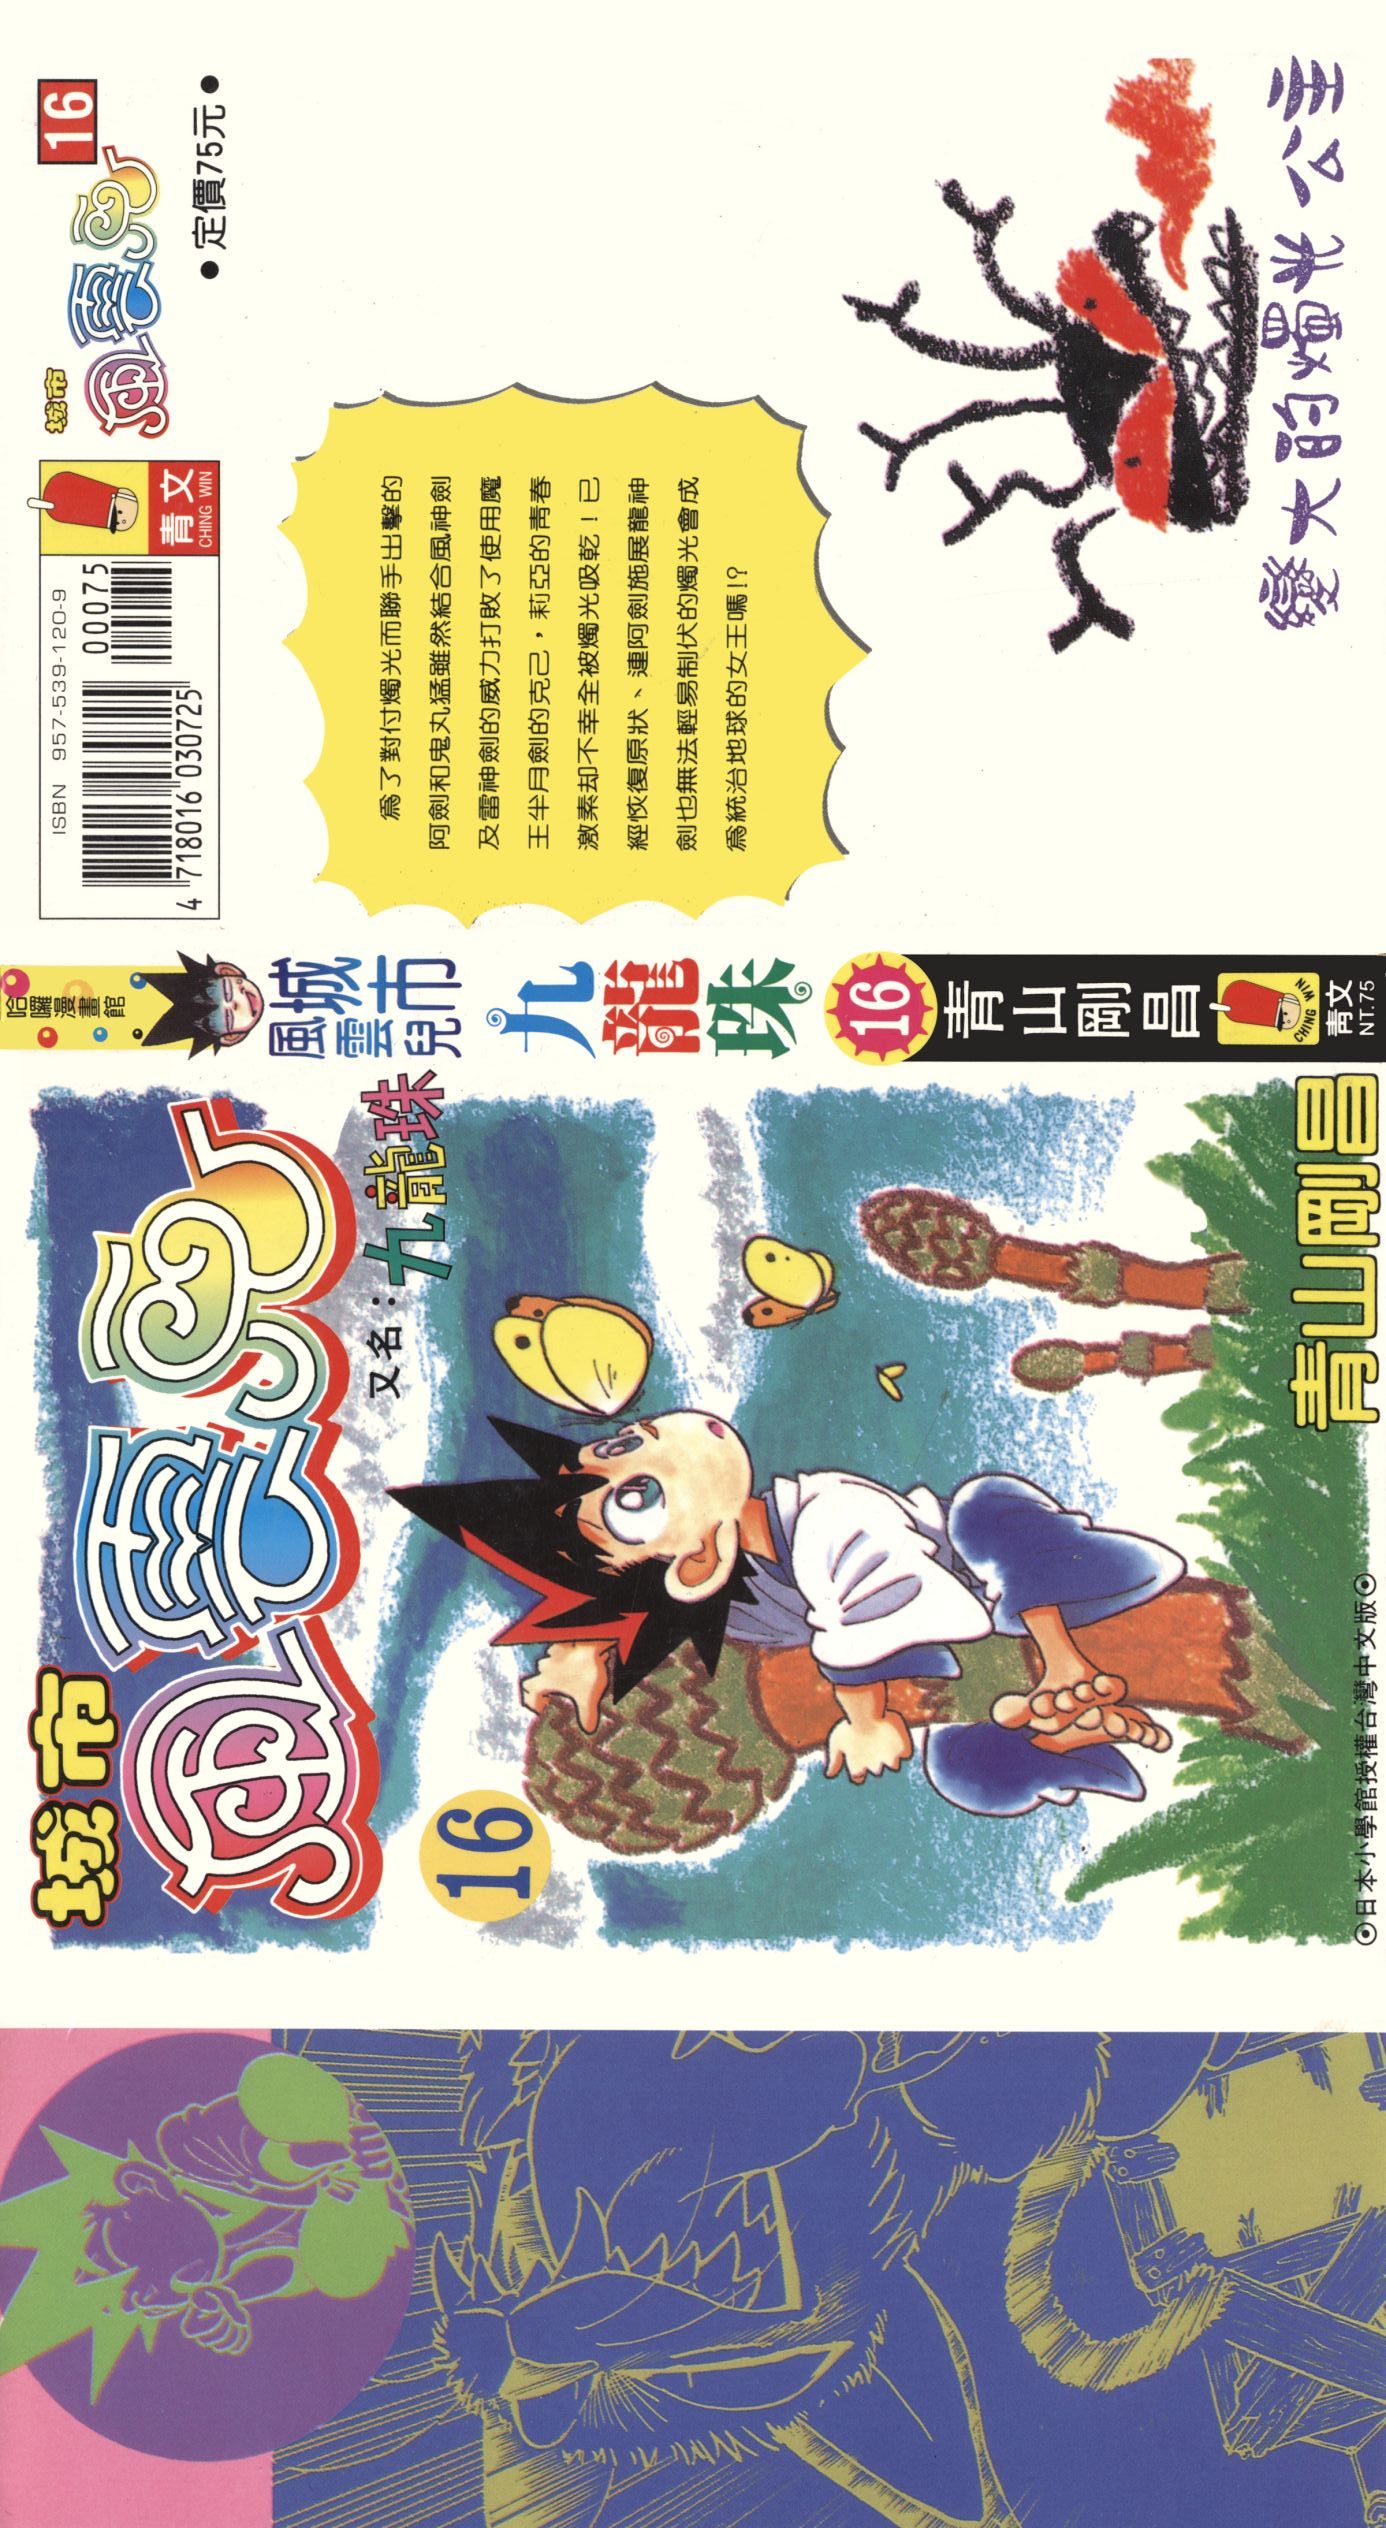 城市
風雲兒
又名：九龍珠
16
青山剛昌
⊙日本小學館授權台灣中文版⊙
哈囉漫畫館
城市
風雲兒
九龍珠
16
青山剛昌
CHING WIN
青文
NT.75
16
城市
風雲兒
●定價75元●
青文
CHING WIN
ISBN 957-539-120-9
00075
4 718016 030725
為了對付燭光而聯手出擊的
阿劍和鬼丸猛雖然結合風神劍
及雷神劍的威力打敗了使用魔
王半月劍的克己，莉亞的青春
激素却不幸全被燭光吸乾！已
經恢復原狀、連阿劍施展龍神
劍也無法輕易制伏的燭光會成
為統治地球的女王嗎!?
變大的燭光公主